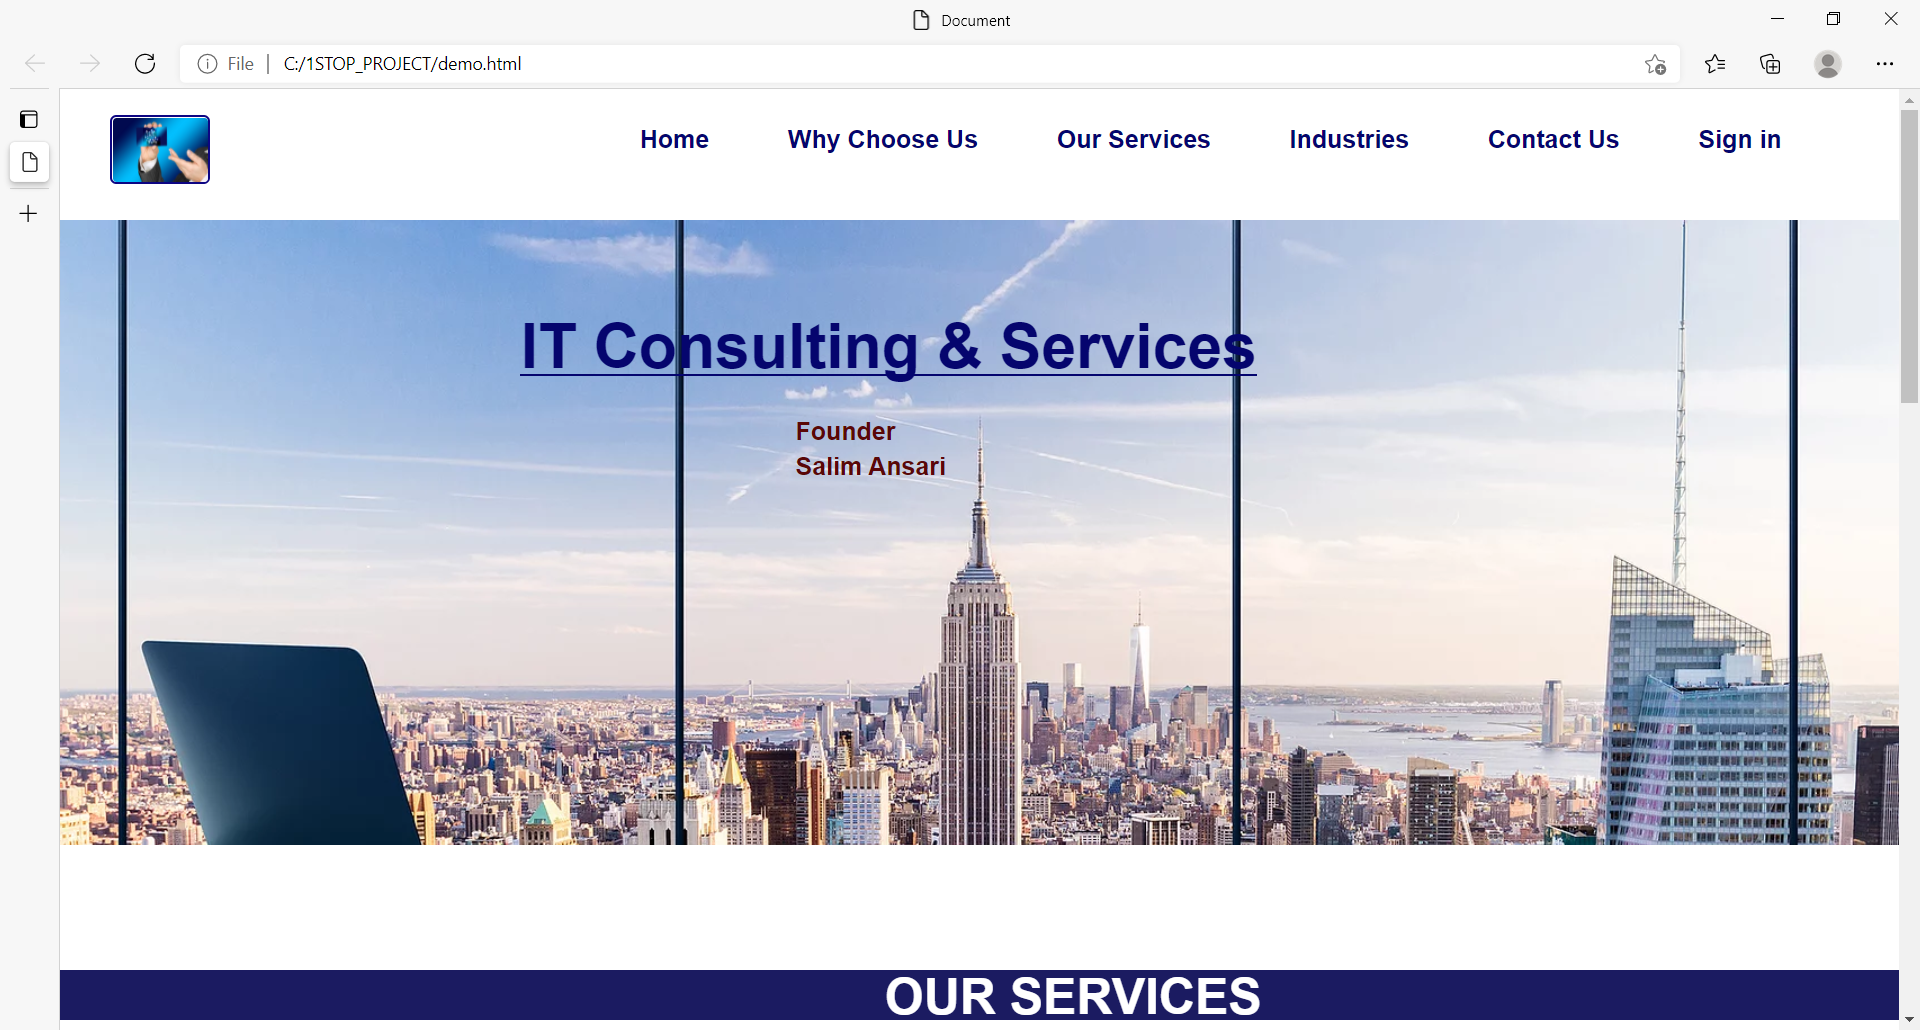 Document
File | C:/1STOP_PROJECT/demo.html
Home Why Choose Us Our Services Industries Contact Us Sign in
IT Consulting & Services
Founder
Salim Ansari
OUR SERVICES